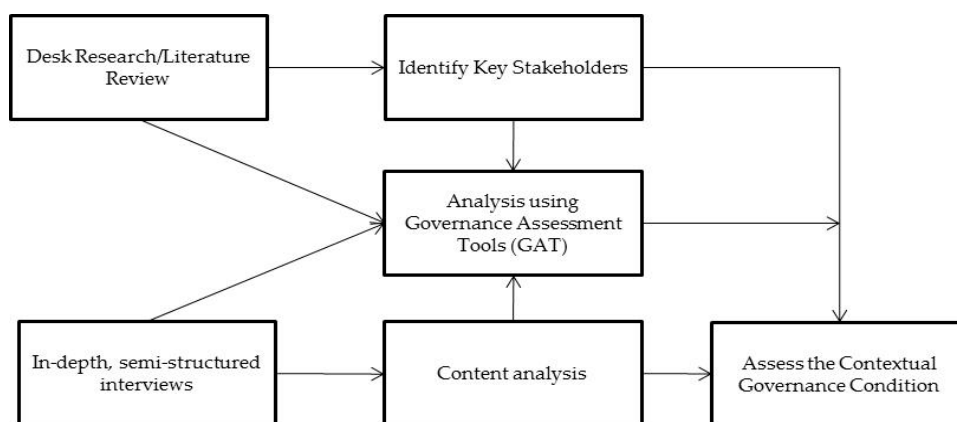 Desk Research/Literature
Review
Identify Key Stakeholders
Analysis using
Governance Assessment
Tools (GAT)
In-depth, semi-structured
interviews
Content analysis
Assess the Contextual
Governance Condition